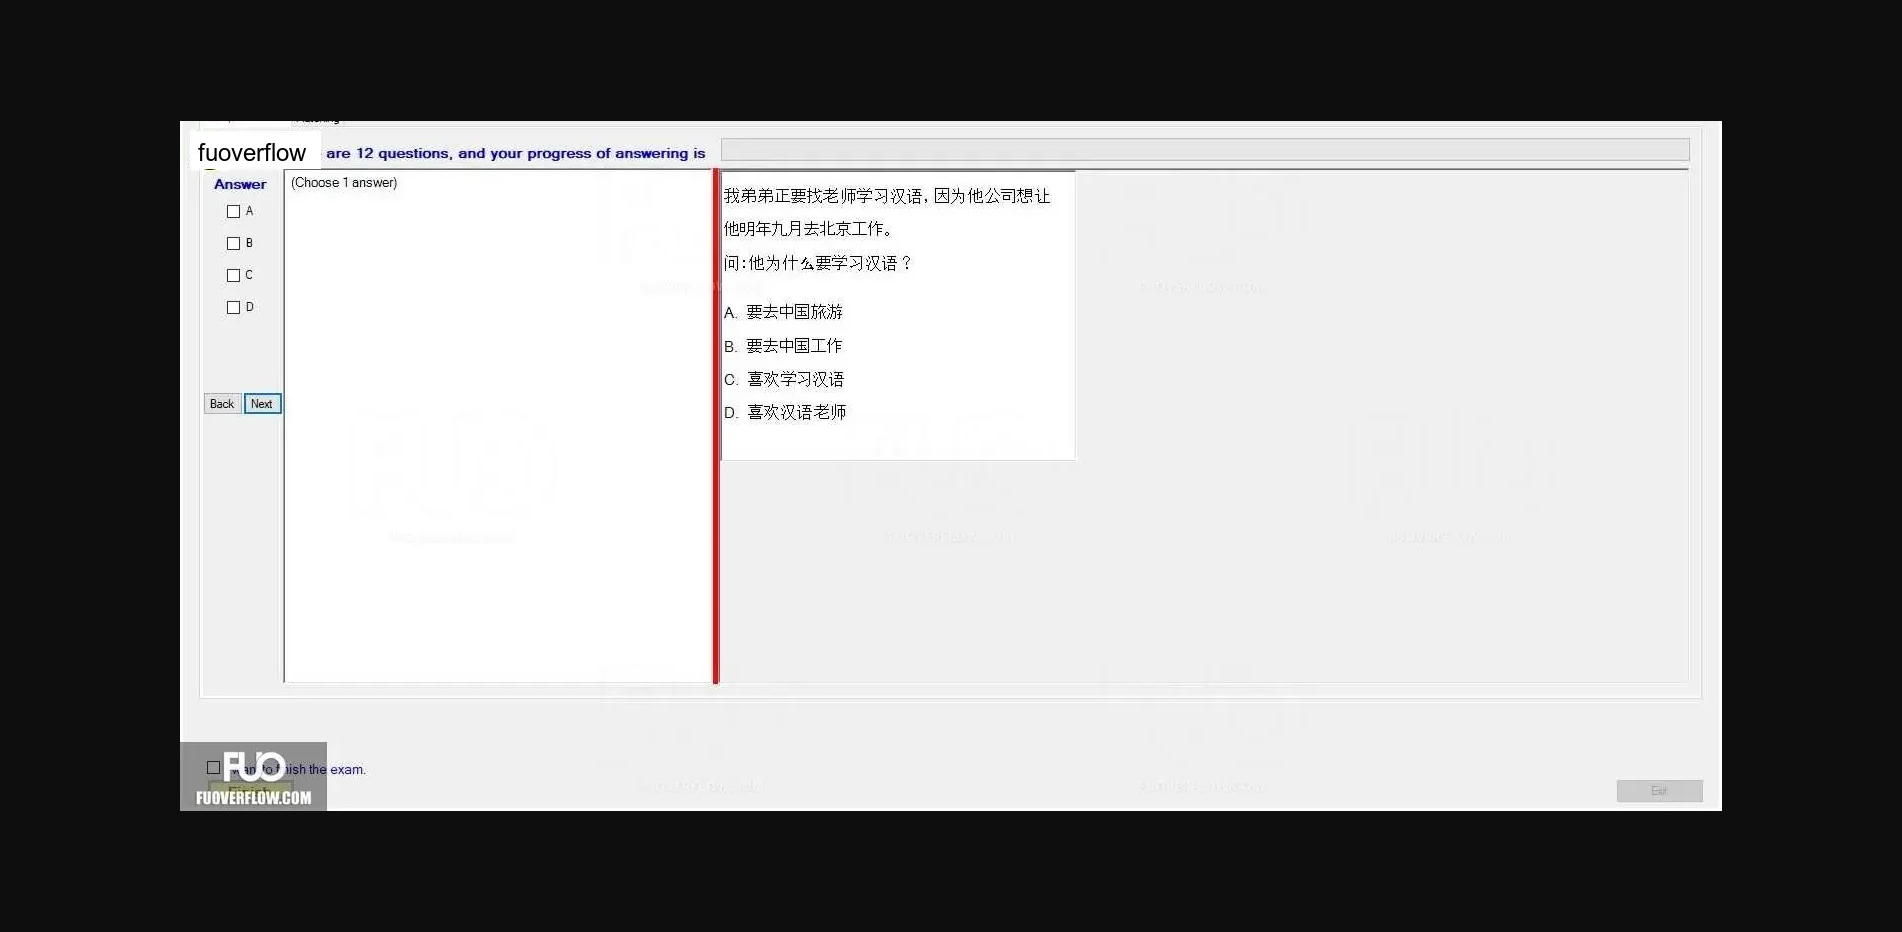 fuoverflow are 12 questions, and your progress of answering is
Answer
(Choose 1 answer)
A
B
C
D
Back Next
我弟弟正要找老师学习汉语，因为他公司想让
他明年九月去北京工作。
问：他为什么要学习汉语？
A. 要去中国旅游
B. 要去中国工作
C. 喜欢学习汉语
D. 喜欢汉语老师
FUO
the exam.
FUOVERFLOW.COM
Exit